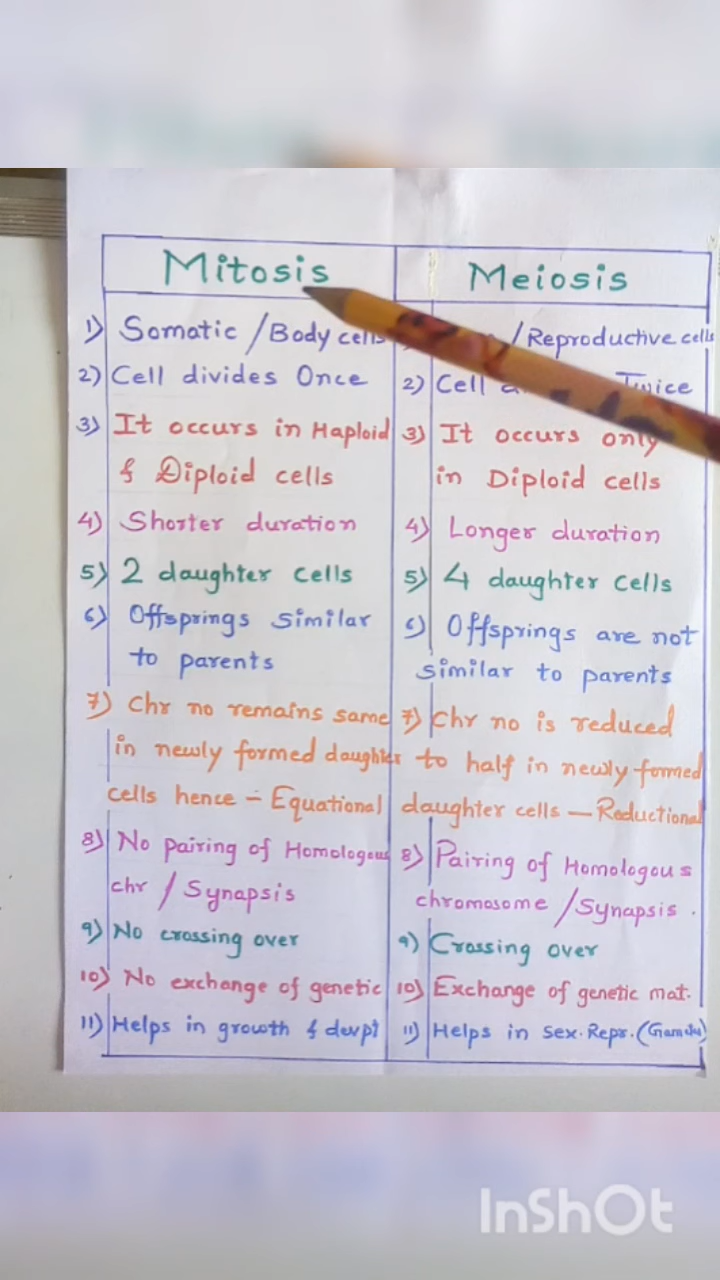 Mitosis
Meiosis
1) Somatic / Body cells
2) Cell divides Once
3) It occurs in Haploid
& Diploid cells
4) Shorter duration
5) 2 daughter cells
6) Offsprings similar
to parents
7) Chr no remains same
in newly formed daughter
cells hence - Equational
8) No pairing of Homologous
chr / Synapsis
9) No crossing over
10) No exchange of genetic
11) Helps in growth & devpt
/ Reproductive cells
2) Cell Twice
3) It occurs only
in Diploid cells
4) Longer duration
5) 4 daughter cells
6) Offsprings are not
similar to parents
7) Chr no is reduced
to half in newly formed
daughter cells - Reductional
8) Pairing of Homologous
chromosome / Synapsis.
9) Crossing over
10) Exchange of genetic mat.
11) Helps in sex. Repr. (Gametes)
InShOt